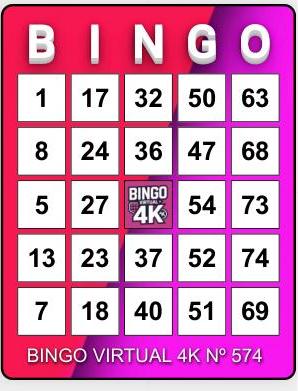 B I N G O
1 17 32 50 63
8 24 36 47 68
5 27 BINGO VIRTUAL 4K 54 73
13 23 37 52 74
7 18 40 51 69
BINGO VIRTUAL 4K Nº 574